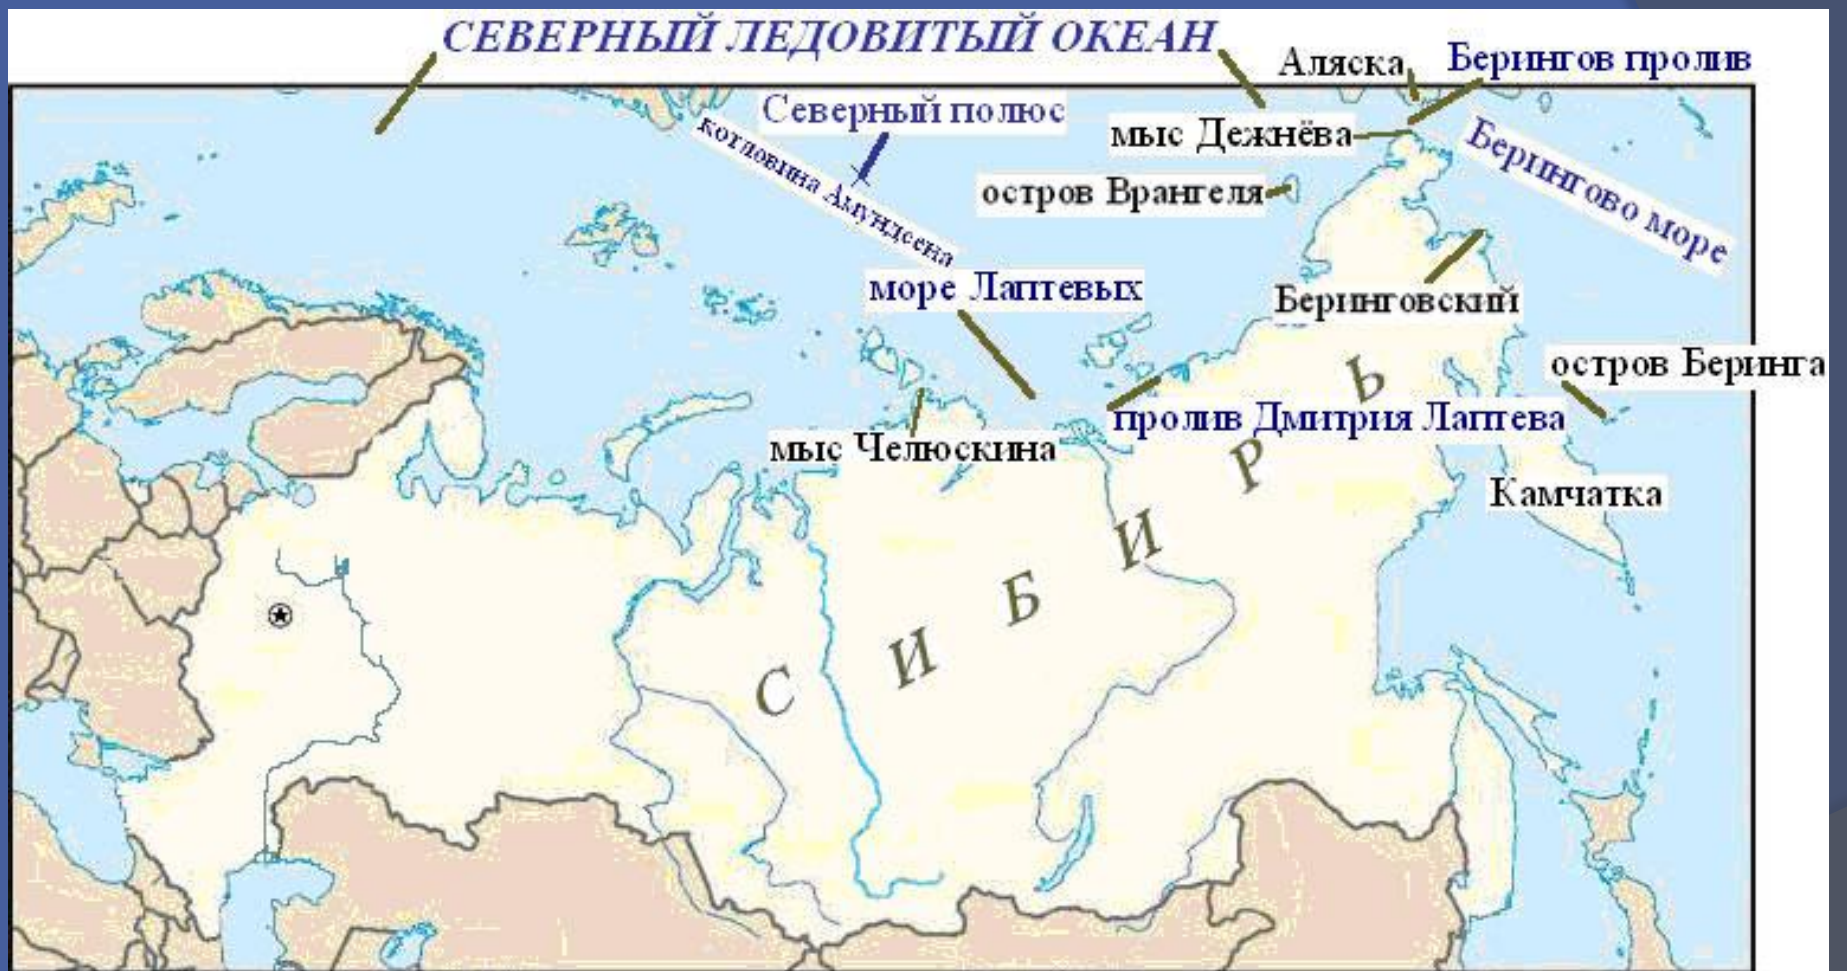 СЕВЕРНЫЙ ЛЕДОВИТЫЙ ОКЕАН
Аляска
Берингов пролив
Северный полюс
мыс Дежнёва
котловина Амундсена
Берингово море
остров Врангеля
море Лаптевых
Беринговский
остров Беринга
пролив Дмитрия Лаптева
мыс Челюскина
Камчатка
СИБИРЬ